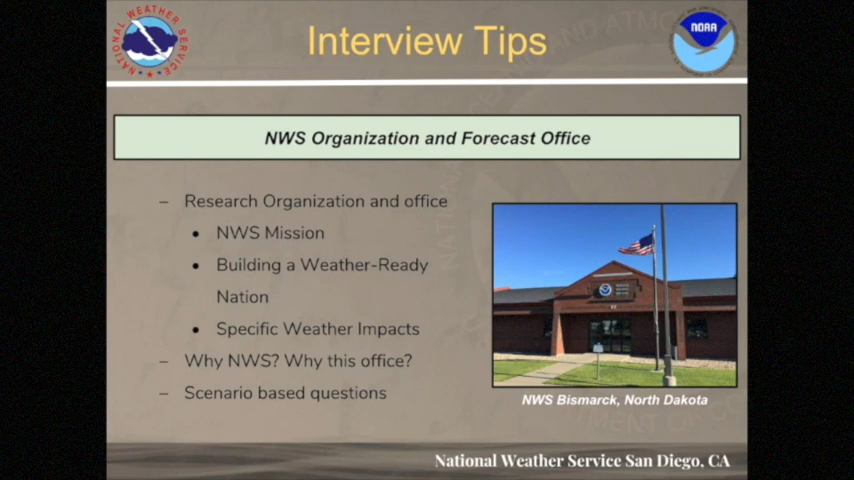 NATIONAL WEATHER SERVICE
Interview Tips
NOAA
NWS Organization and Forecast Office
– Research Organization and office
• NWS Mission
• Building a Weather-Ready
Nation
• Specific Weather Impacts
– Why NWS? Why this office?
– Scenario based questions
NWS Bismarck, North Dakota
National Weather Service San Diego, CA